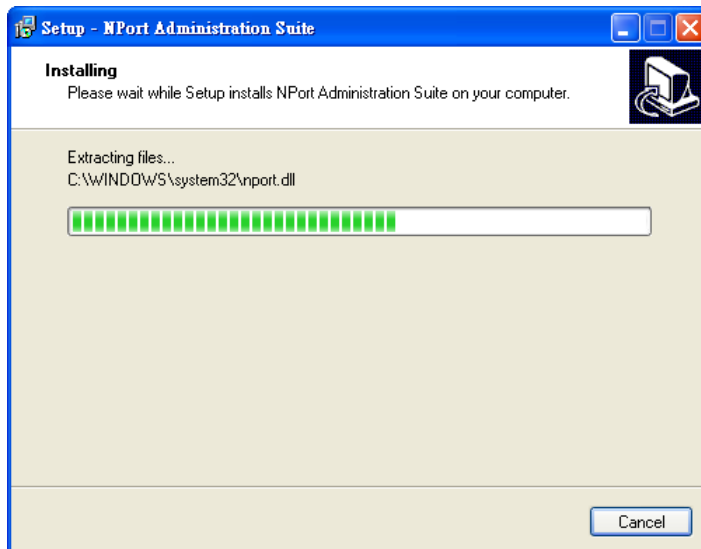 Setup - NPort Administration Suite
Installing
Please wait while Setup installs NPort Administration Suite on your computer.
Extracting files...
C:\WINDOWS\system32\nport.dll
Cancel